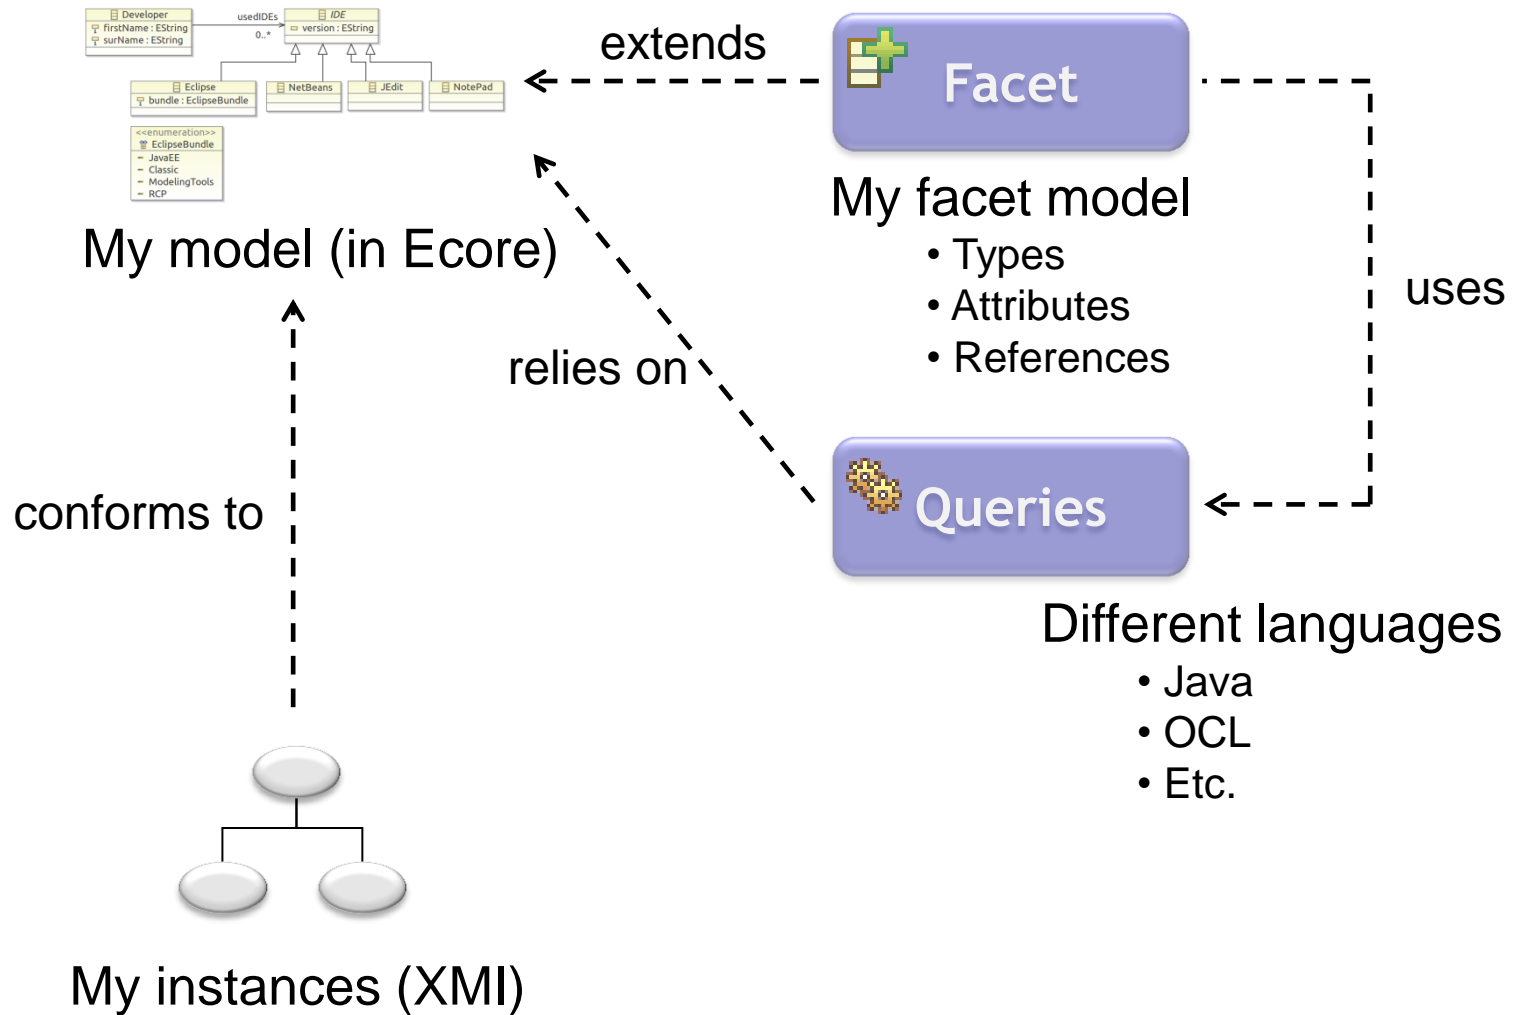 Developer
firstName : EString
surName : EString
usedIDEs
0..*
IDE
version : EString
Eclipse
bundle : EclipseBundle
NetBeans
JEdit
NotePad
<<enumeration>>
EclipseBundle
JavaEE
Classic
ModelingTools
RCP
My model (in Ecore)
extends
Facet
My facet model
• Types
• Attributes
• References
uses
relies on
Queries
conforms to
Different languages
• Java
• OCL
• Etc.
My instances (XMI)